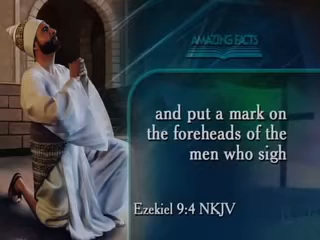 AMAZING FACTS
and put a mark on
the foreheads of the
men who sigh
Ezekiel 9:4 NKJV